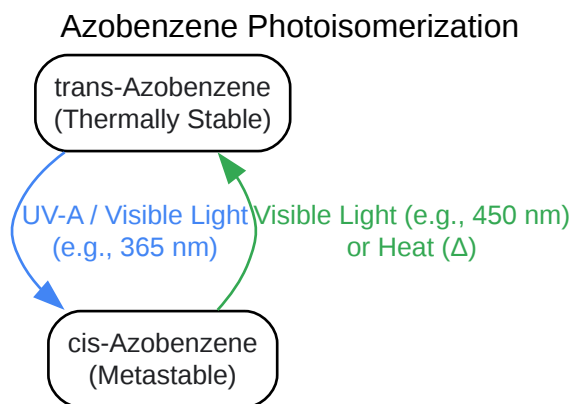 Azobenzene Photoisomerization
trans-Azobenzene
(Thermally Stable)
UV-A / Visible Light
(e.g., 365 nm)
Visible Light (e.g., 450 nm)
or Heat (Δ)
cis-Azobenzene
(Metastable)